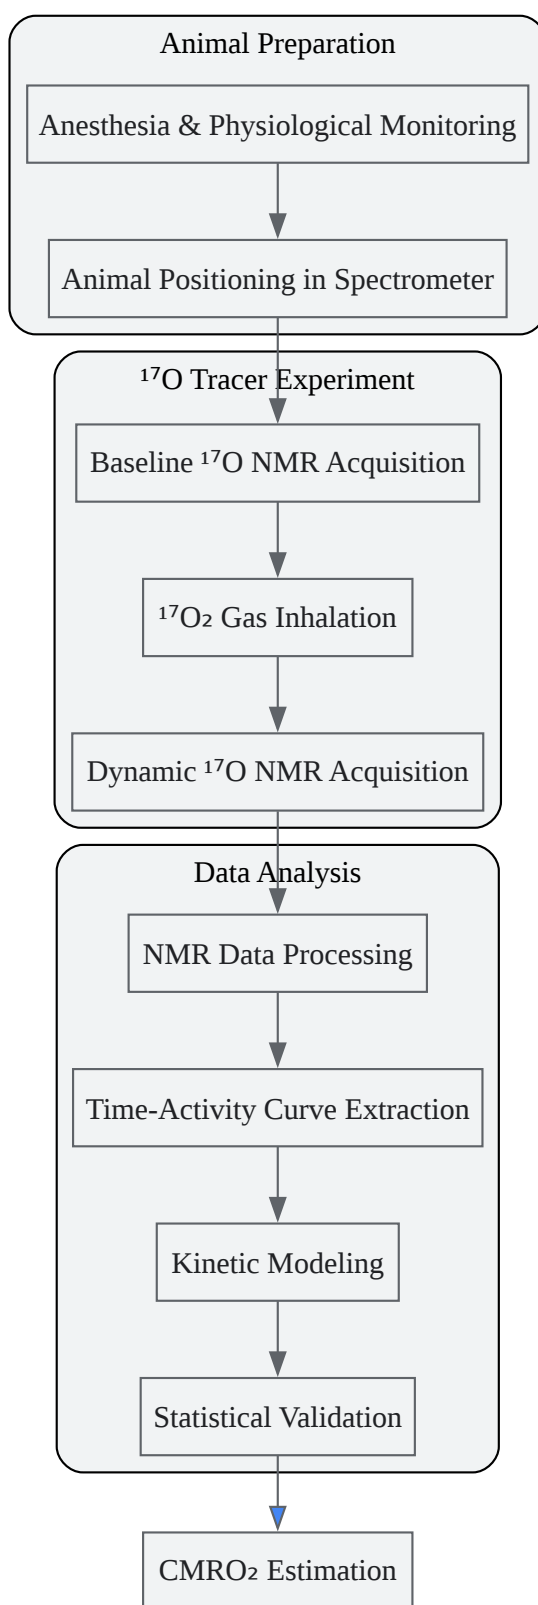 Animal Preparation
Anesthesia & Physiological Monitoring
Animal Positioning in Spectrometer
¹⁷O Tracer Experiment
Baseline ¹⁷O NMR Acquisition
¹⁷O₂ Gas Inhalation
Dynamic ¹⁷O NMR Acquisition
Data Analysis
NMR Data Processing
Time-Activity Curve Extraction
Kinetic Modeling
Statistical Validation
CMRO₂ Estimation